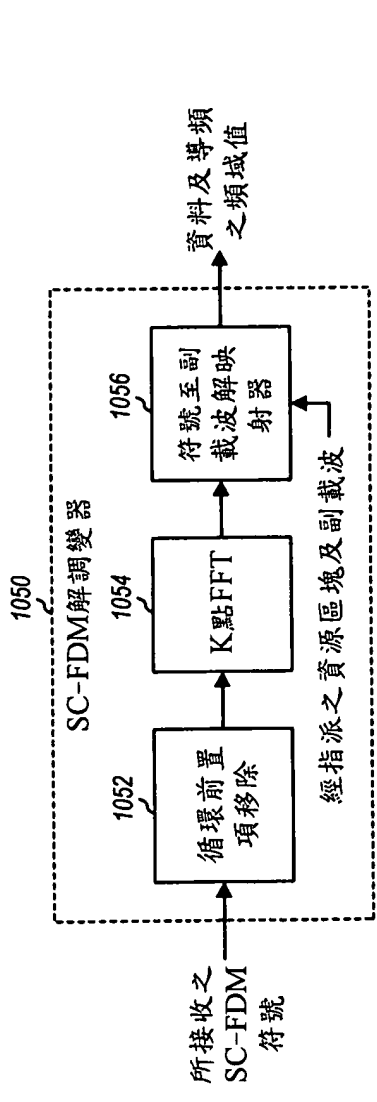 1050
SC-FDM解調變器
所接收之
SC-FDM
符號
1052
循環前置
項移除
1054
K點FFT
1056
符號至副
載波解映
射器
資料及導頻
之頻域值
經指派之資源區塊及副載波